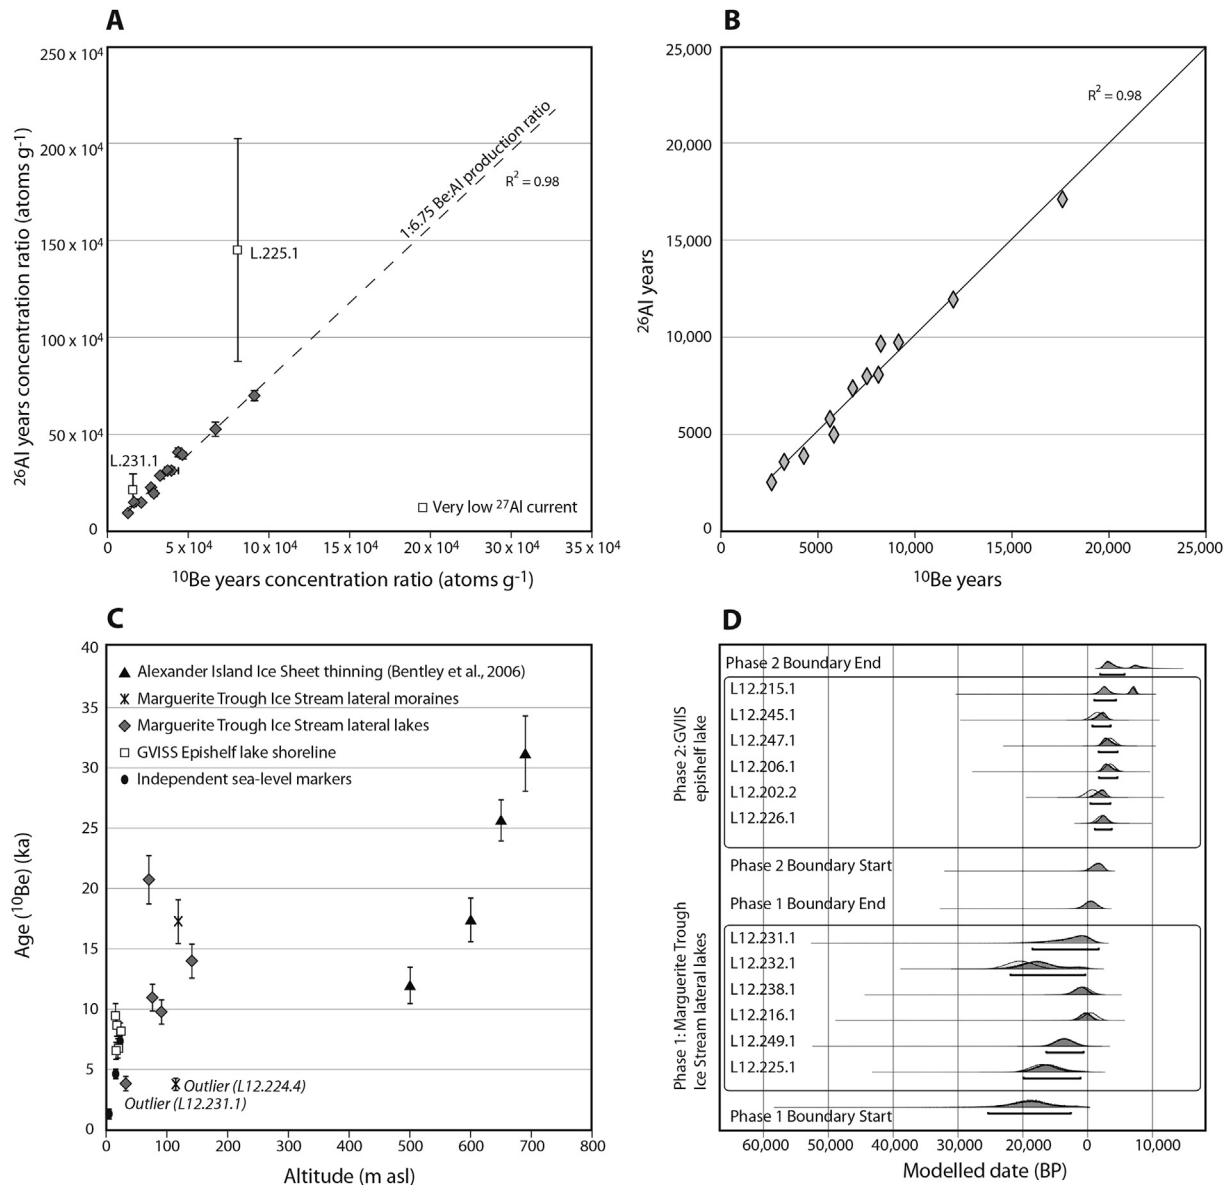 A
250 x 10⁴
200 x 10⁴
150 x 10⁴
100 x 10⁴
50 x 10⁴
0
²⁶Al years concentration ratio (atoms g⁻¹)
1:6.75 Be:Al production ratio
R² = 0.98
L.225.1
L.231.1
Very low ²⁷Al current
0 5 x 10⁴ 10 x 10⁴ 15 x 10⁴ 20 x 10⁴ 30 x 10⁴ 35 x 10⁴
¹⁰Be years concentration ratio (atoms g⁻¹)
B
25,000
20,000
15,000
10,000
5000
0
²⁶Al years
R² = 0.98
0 5000 10,000 15,000 20,000 25,000
¹⁰Be years
C
40
35
30
25
20
15
10
5
0
Age (¹⁰Be) (ka)
Alexander Island Ice Sheet thinning (Bentley et al., 2006)
Marguerite Trough Ice Stream lateral moraines
Marguerite Trough Ice Stream lateral lakes
GVISS Epishelf lake shoreline
Independent sea-level markers
Outlier (L12.224.4)
Outlier (L12.231.1)
0 100 200 300 400 500 600 700 800
Altitude (m asl)
D
Phase 2 Boundary End
Phase 2: GVIIS
epishelf lake
L12.215.1
L12.245.1
L12.247.1
L12.206.1
L12.202.2
L12.226.1
Phase 2 Boundary Start
Phase 1 Boundary End
Phase 1: Marguerite Trough
Ice Stream lateral lakes
L12.231.1
L12.232.1
L12.238.1
L12.216.1
L12.249.1
L12.225.1
Phase 1 Boundary Start
60,000 50,000 40,000 30,000 20,000 0 10,000
Modelled date (BP)